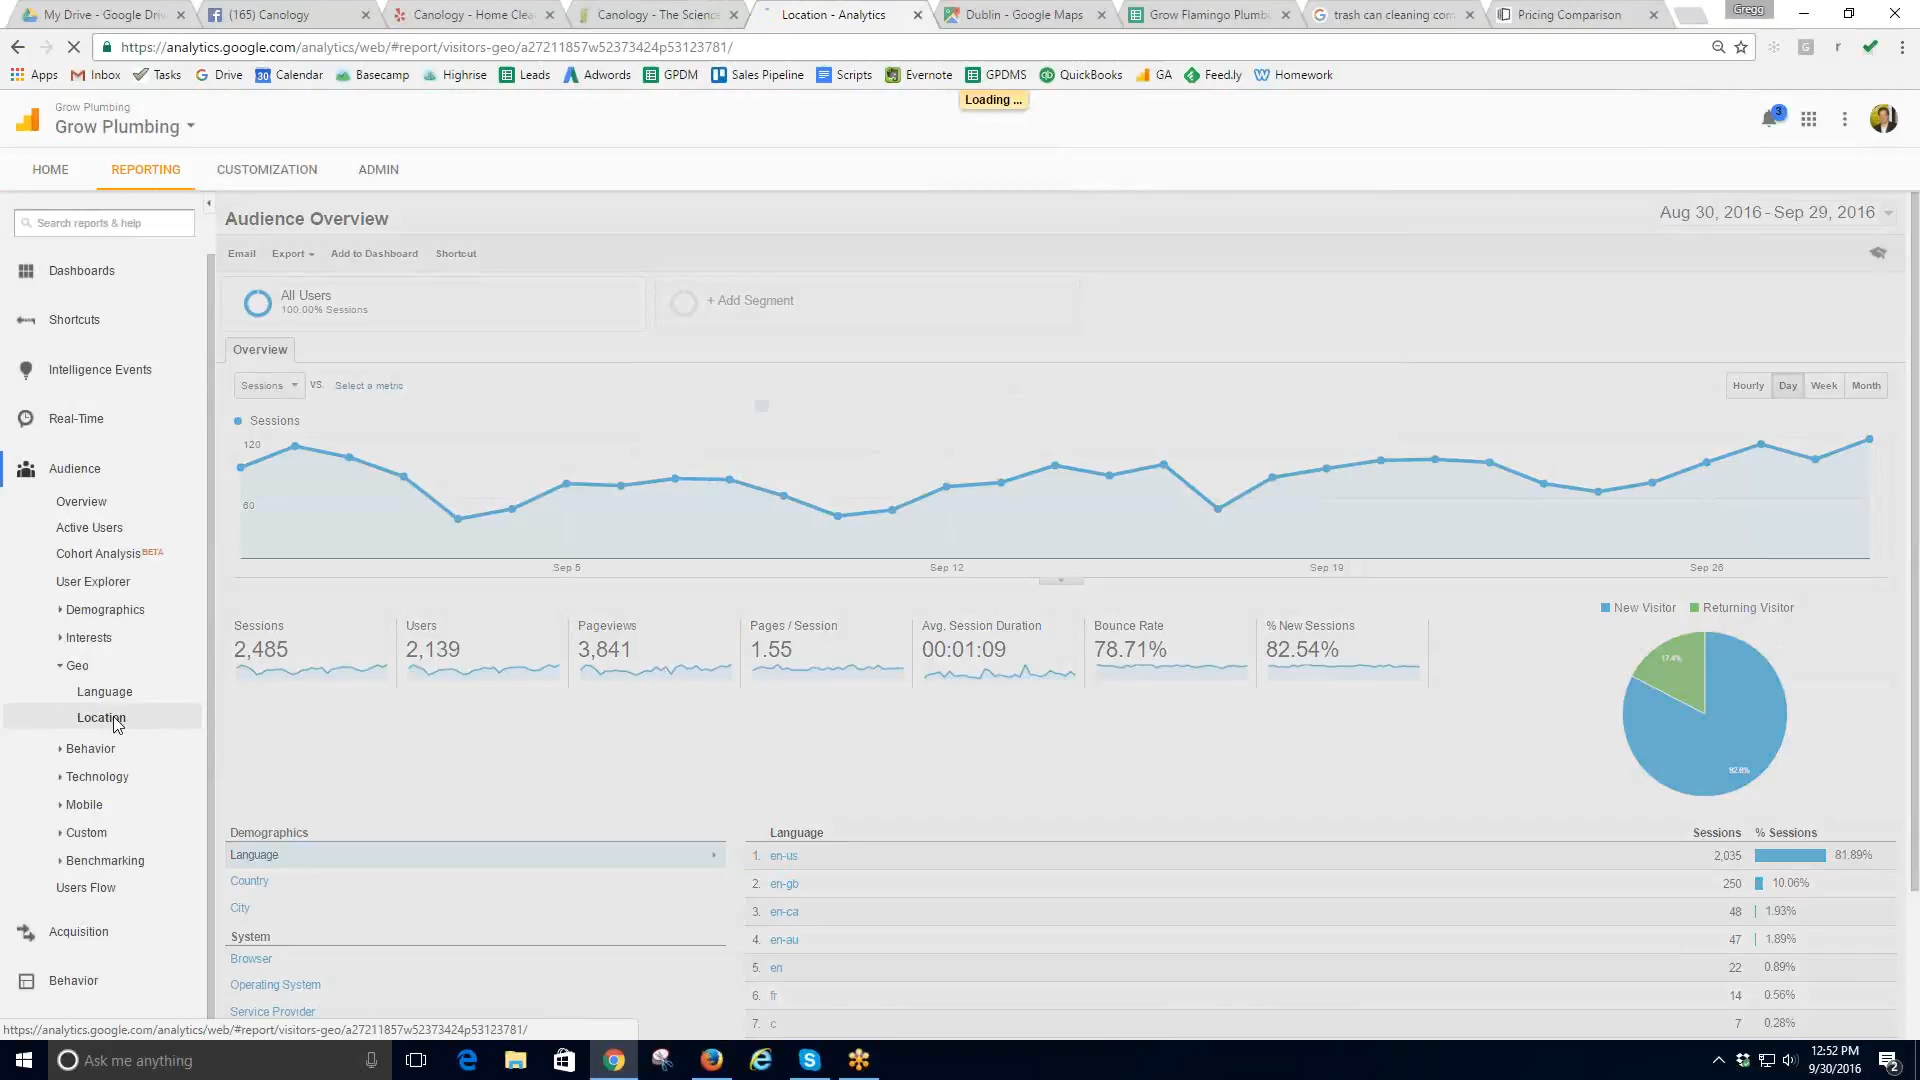 My Drive - Google Dri
(165) Canology
Canology - Home Clea
Canology - The Science
Location - Analytics
Dublin - Google Maps
Grow Flamingo Plumb
trash can cleaning com
Pricing Comparison
Gregg
https://analytics.google.com/analytics/web/#report/visitors-geo/a27211857w52373424p53123781/
Apps
Inbox
Tasks
Drive
Calendar
Basecamp
Highrise
Leads
Adwords
GPDM
Sales Pipeline
Scripts
Evernote
GPDMS
QuickBooks
GA
Feed.ly
Homework
Loading ...
Grow Plumbing
Grow Plumbing
3
HOME
REPORTING
CUSTOMIZATION
ADMIN
Search reports & help
Dashboards
Shortcuts
Intelligence Events
Real-Time
Audience
Overview
Active Users
Cohort Analysis BETA
User Explorer
Demographics
Interests
Geo
Language
Location
Behavior
Technology
Mobile
Custom
Benchmarking
Users Flow
Acquisition
Behavior
Audience Overview
Aug 30, 2016 - Sep 29, 2016
Email
Export
Add to Dashboard
Shortcut
All Users
100.00% Sessions
+ Add Segment
Overview
Sessions
VS.
Select a metric
Hourly
Day
Week
Month
Sessions
120
60
Sep 5
Sep 12
Sep 19
Sep 26
Sessions
2,485
Users
2,139
Pageviews
3,841
Pages / Session
1.55
Avg. Session Duration
00:01:09
Bounce Rate
78.71%
% New Sessions
82.54%
New Visitor
Returning Visitor
17.4%
82.6%
Demographics
Language
Country
City
System
Browser
Operating System
Service Provider
Language
Sessions
% Sessions
1. en-us 2,035 81.89%
2. en-gb 250 10.06%
3. en-ca 48 1.93%
4. en-au 47 1.89%
5. en 22 0.89%
6. fr 14 0.56%
7. c 7 0.28%
https://analytics.google.com/analytics/web/#report/visitors-geo/a27211857w52373424p53123781/
Ask me anything
12:52 PM
9/30/2016
2